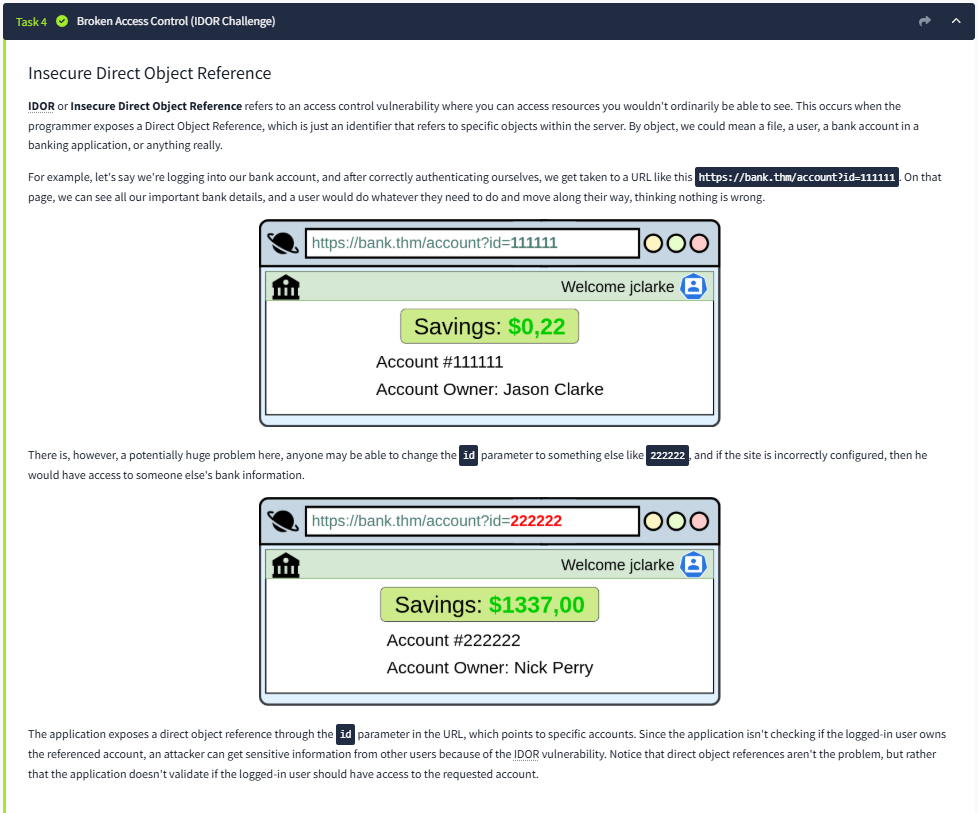 Task 4 Broken Access Control (IDOR Challenge)
Insecure Direct Object Reference
IDOR or Insecure Direct Object Reference refers to an access control vulnerability where you can access resources you wouldn't ordinarily be able to see. This occurs when the
programmer exposes a Direct Object Reference, which is just an identifier that refers to specific objects within the server. By object, we could mean a file, a user, a bank account in a
banking application, or anything really.
For example, let's say we're logging into our bank account, and after correctly authenticating ourselves, we get taken to a URL like this https://bank.thm/account?id=111111. On that
page, we can see all our important bank details, and a user would do whatever they need to do and move along their way, thinking nothing is wrong.
https://bank.thm/account?id=111111
Welcome jclarke
Savings: $0,22
Account #111111
Account Owner: Jason Clarke
There is, however, a potentially huge problem here, anyone may be able to change the id parameter to something else like 222222, and if the site is incorrectly configured, then he
would have access to someone else's bank information.
https://bank.thm/account?id=222222
Welcome jclarke
Savings: $1337,00
Account #222222
Account Owner: Nick Perry
The application exposes a direct object reference through the id parameter in the URL, which points to specific accounts. Since the application isn't checking if the logged-in user owns
the referenced account, an attacker can get sensitive information from other users because of the IDOR vulnerability. Notice that direct object references aren't the problem, but rather
that the application doesn't validate if the logged-in user should have access to the requested account.